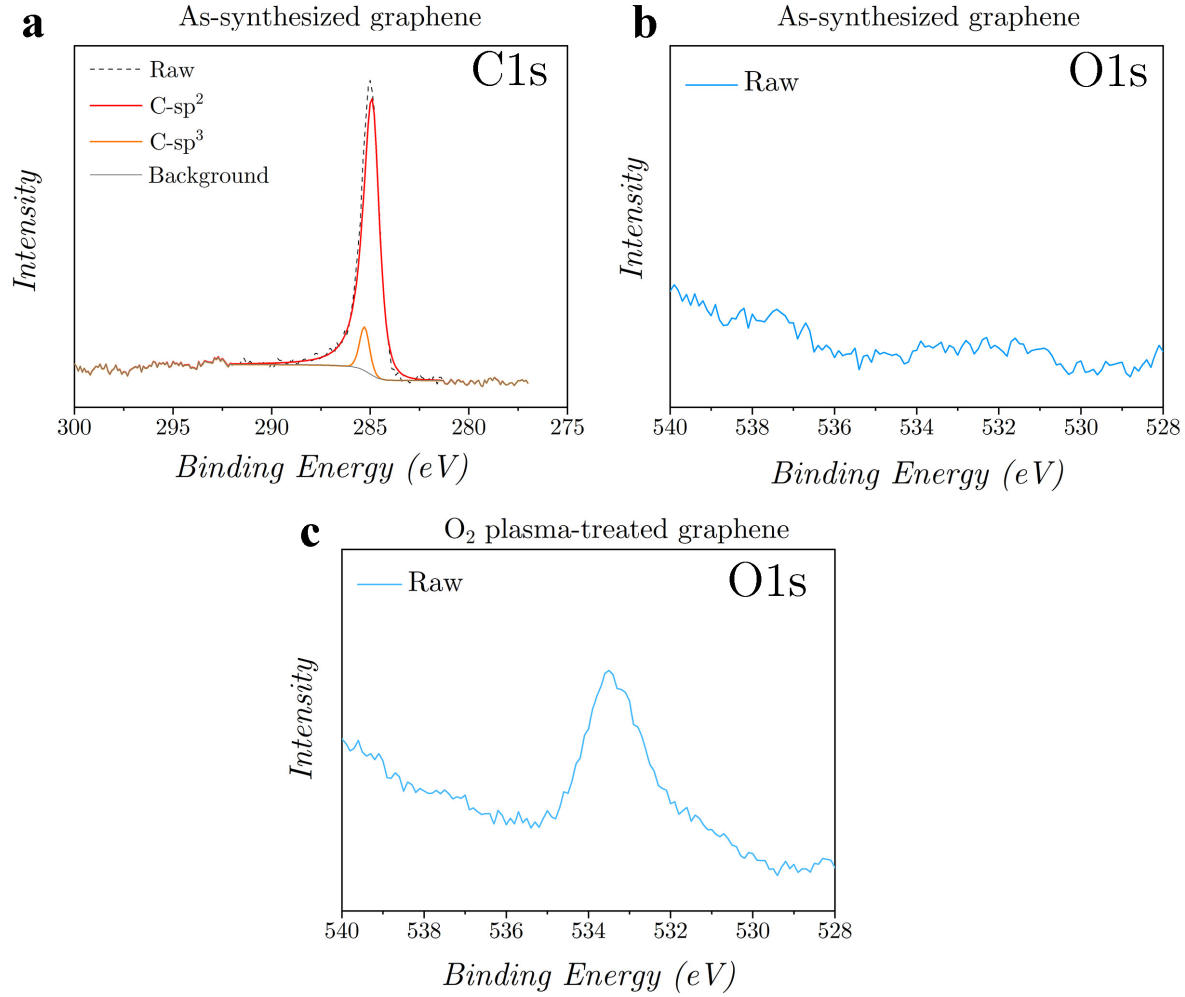 a
As-synthesized graphene
C1s
Raw
C-sp²
C-sp³
Background
Intensity
300 295 290 285 280 275
Binding Energy (eV)
b
As-synthesized graphene
O1s
Raw
Intensity
540 538 536 534 532 530 528
Binding Energy (eV)
c
O₂ plasma-treated graphene
O1s
Raw
Intensity
540 538 536 534 532 530 528
Binding Energy (eV)